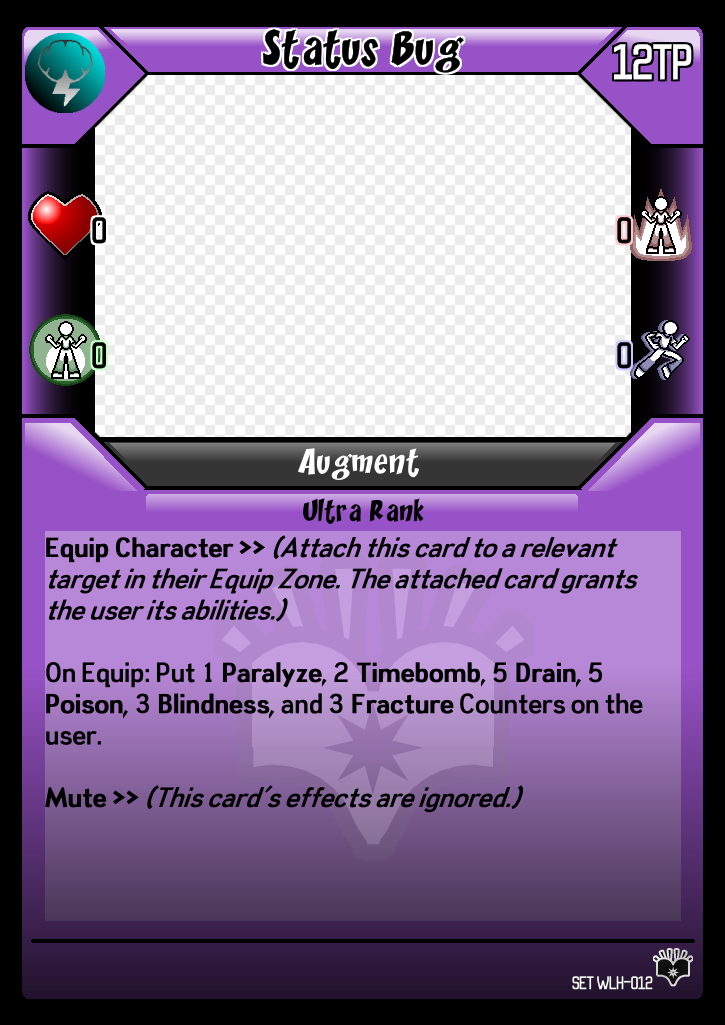 Status Bug
12TP
0
0
0
0
Augment
Ultra Rank
Equip Character >> (Attach this card to a relevant
target in their Equip Zone. The attached card grants
the user its abilities.)
On Equip: Put 1 Paralyze, 2 Timebomb, 5 Drain, 5
Poison, 3 Blindness, and 3 Fracture Counters on the
user.
Mute >> (This card's effects are ignored.)
SET WLH-012